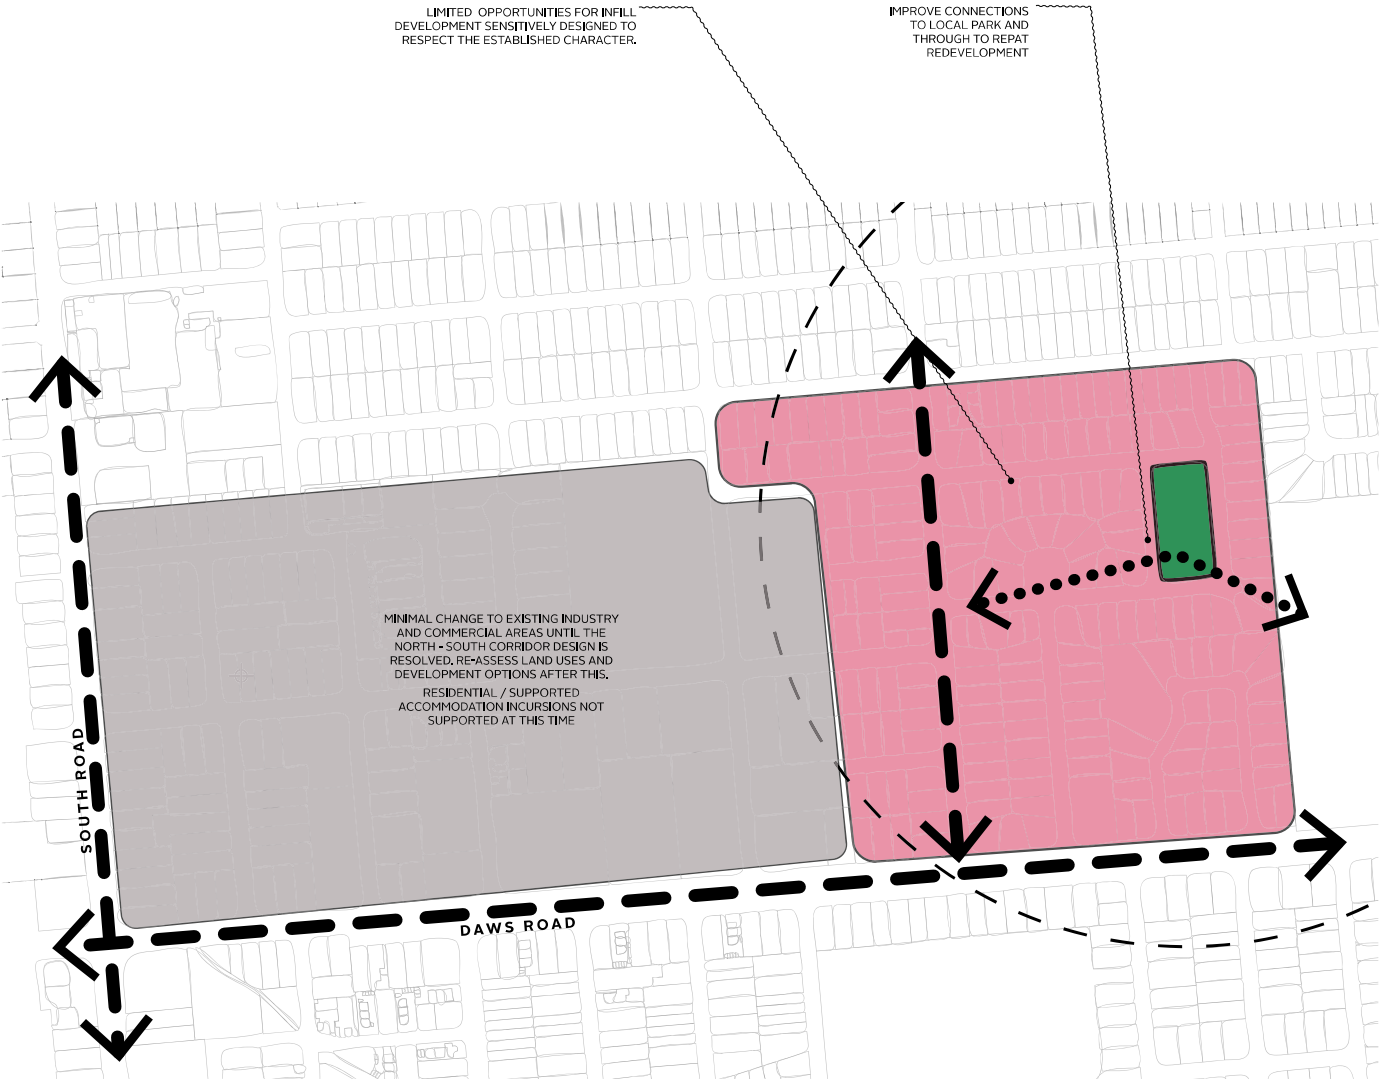 LIMITED OPPORTUNITIES FOR INFILL
DEVELOPMENT SENSITIVELY DESIGNED TO
RESPECT THE ESTABLISHED CHARACTER.
IMPROVE CONNECTIONS
TO LOCAL PARK AND
THROUGH TO REPAT
REDEVELOPMENT
MINIMAL CHANGE TO EXISTING INDUSTRY
AND COMMERCIAL AREAS UNTIL THE
NORTH - SOUTH CORRIDOR DESIGN IS
RESOLVED. RE-ASSESS LAND USES AND
DEVELOPMENT OPTIONS AFTER THIS.
RESIDENTIAL / SUPPORTED
ACCOMMODATION INCURSIONS NOT
SUPPORTED AT THIS TIME
SOUTH ROAD
DAWS ROAD